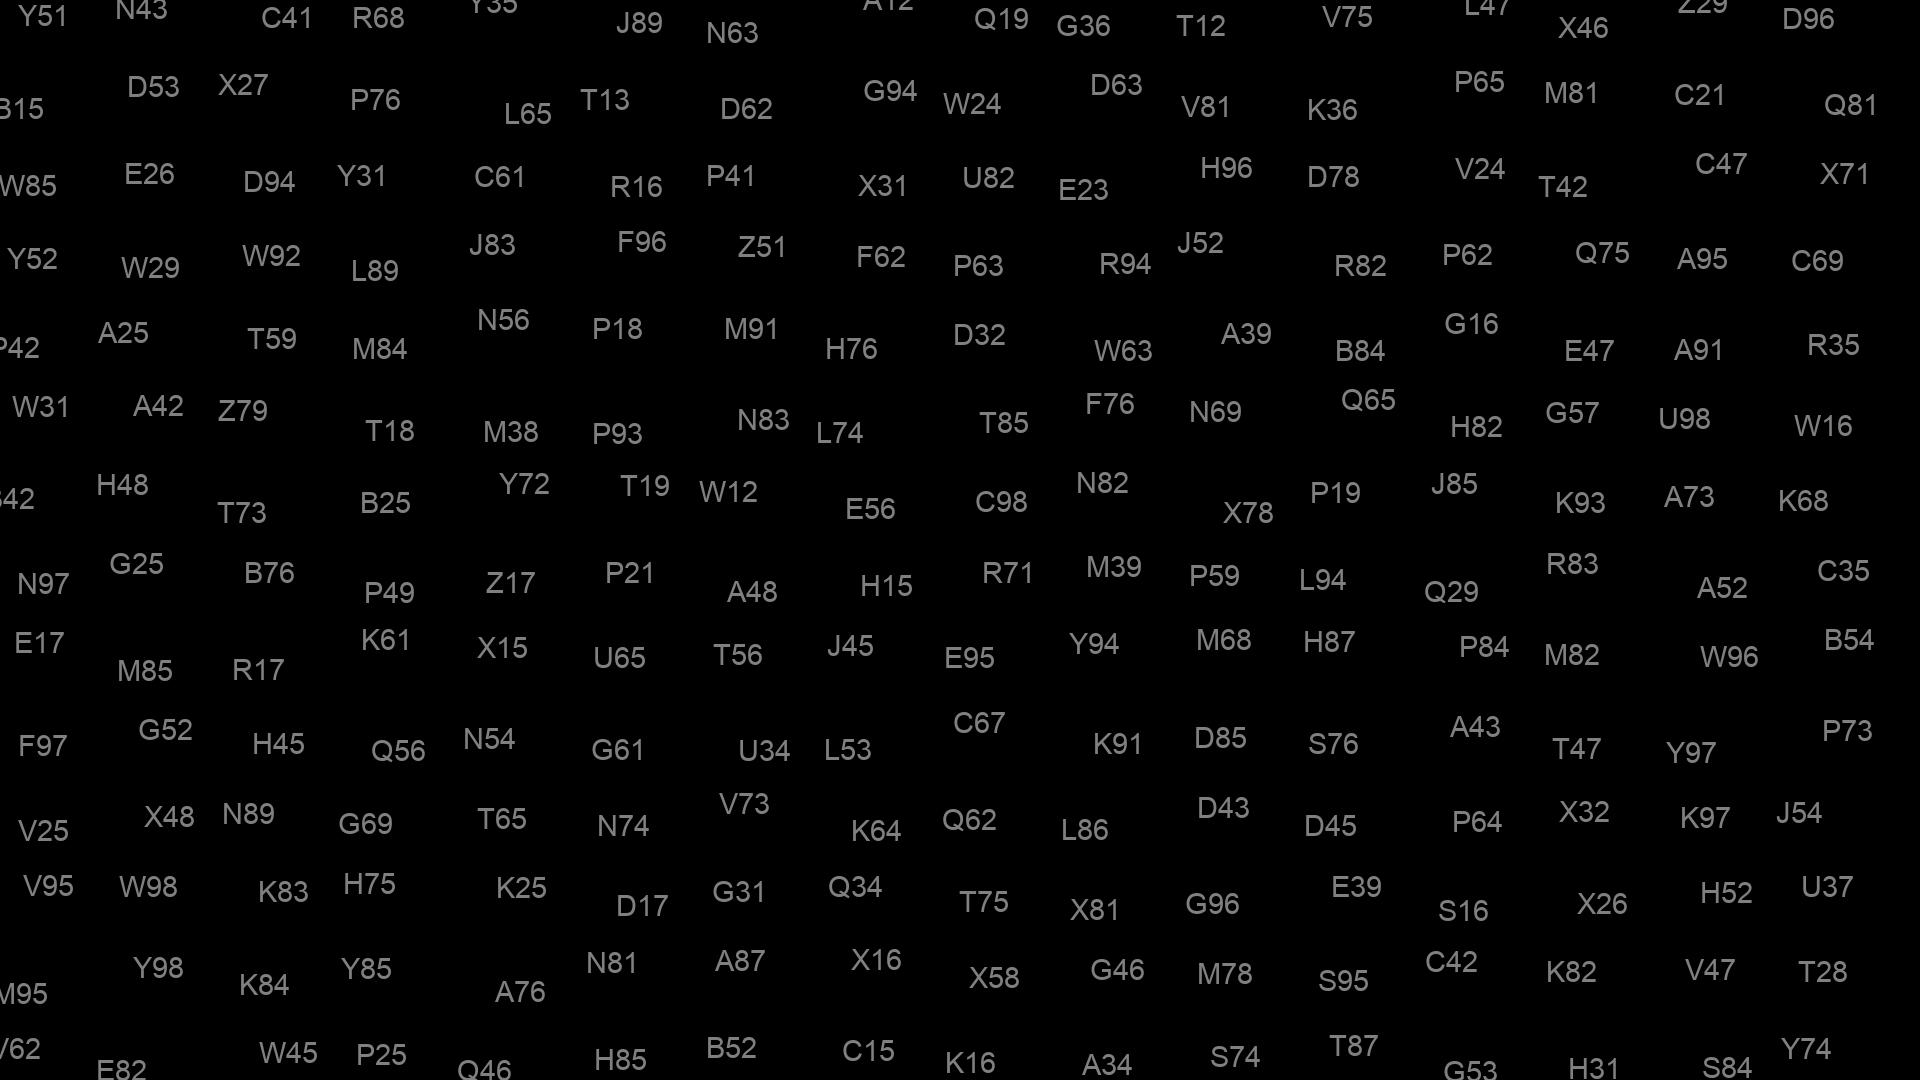 Y51 N43 C41 R68 Y35 J89 N63 A12 Q19 G36 T12 V75 L47 X46 Z29 D96
B15 D53 X27 P76 L65 T13 D62 G94 W24 D63 V81 K36 P65 M81 C21 Q81
W85 E26 D94 Y31 C61 R16 P41 X31 U82 E23 H96 D78 V24 T42 C47 X71
Y52 W29 W92 L89 J83 F96 Z51 F62 P63 R94 J52 R82 P62 Q75 A95 C69
P42 A25 T59 M84 N56 P18 M91 H76 D32 W63 A39 B84 G16 E47 A91 R35
W31 A42 Z79 T18 M38 P93 N83 L74 T85 F76 N69 Q65 H82 G57 U98 W16
H48 T73 B25 Y72 T19 W12 E56 C98 N82 X78 P19 J85 K93 A73 K68
N97 G25 B76 P49 Z17 P21 A48 H15 R71 M39 P59 L94 Q29 R83 A52 C35
E17 M85 R17 K61 X15 U65 T56 J45 E95 Y94 M68 H87 P84 M82 W96 B54
F97 G52 H45 Q56 N54 G61 U34 L53 C67 K91 D85 S76 A43 T47 Y97 P73
V25 X48 N89 G69 T65 N74 V73 K64 Q62 L86 D43 D45 P64 X32 K97 J54
V95 W98 K83 H75 K25 D17 G31 Q34 T75 X81 G96 E39 S16 X26 H52 U37
M95 Y98 K84 Y85 A76 N81 A87 X16 X58 G46 M78 S95 C42 K82 V47 T28
V62 E82 W45 P25 Q46 H85 B52 C15 K16 A34 S74 T87 G53 H31 S84 Y74